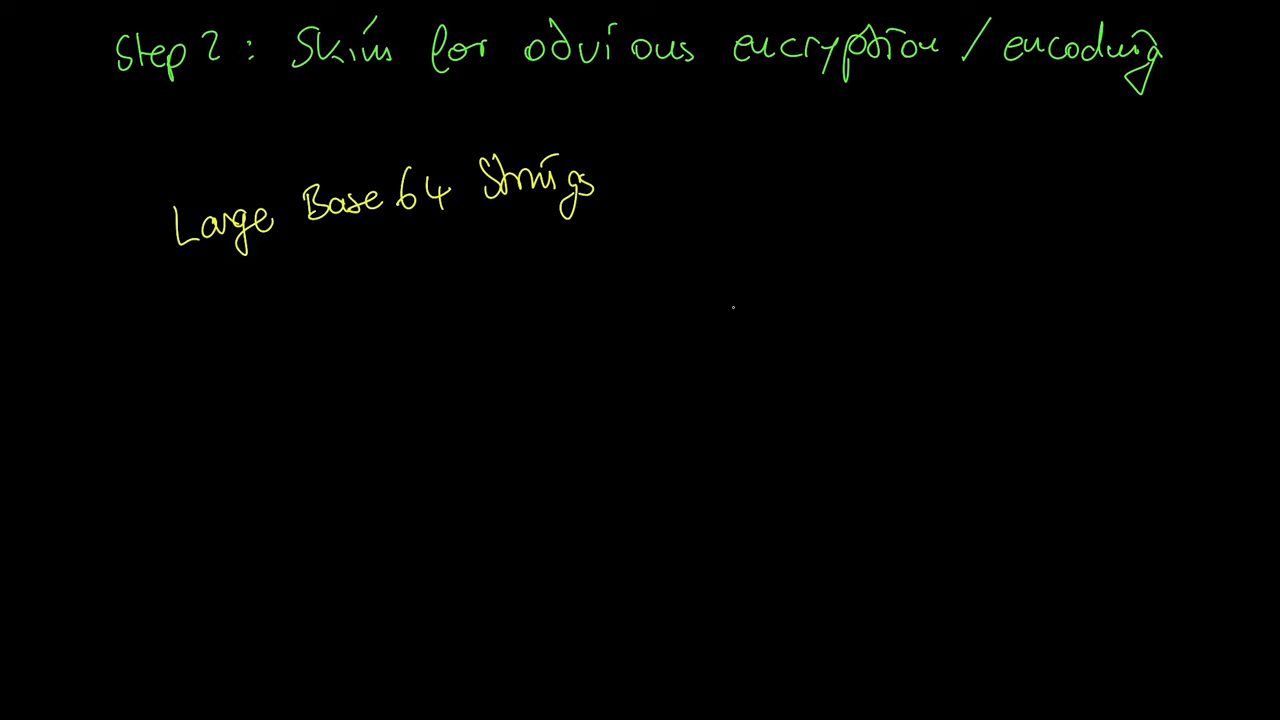 Step 2: Skim for obvious encryption / encoding
Large Base64 Strings